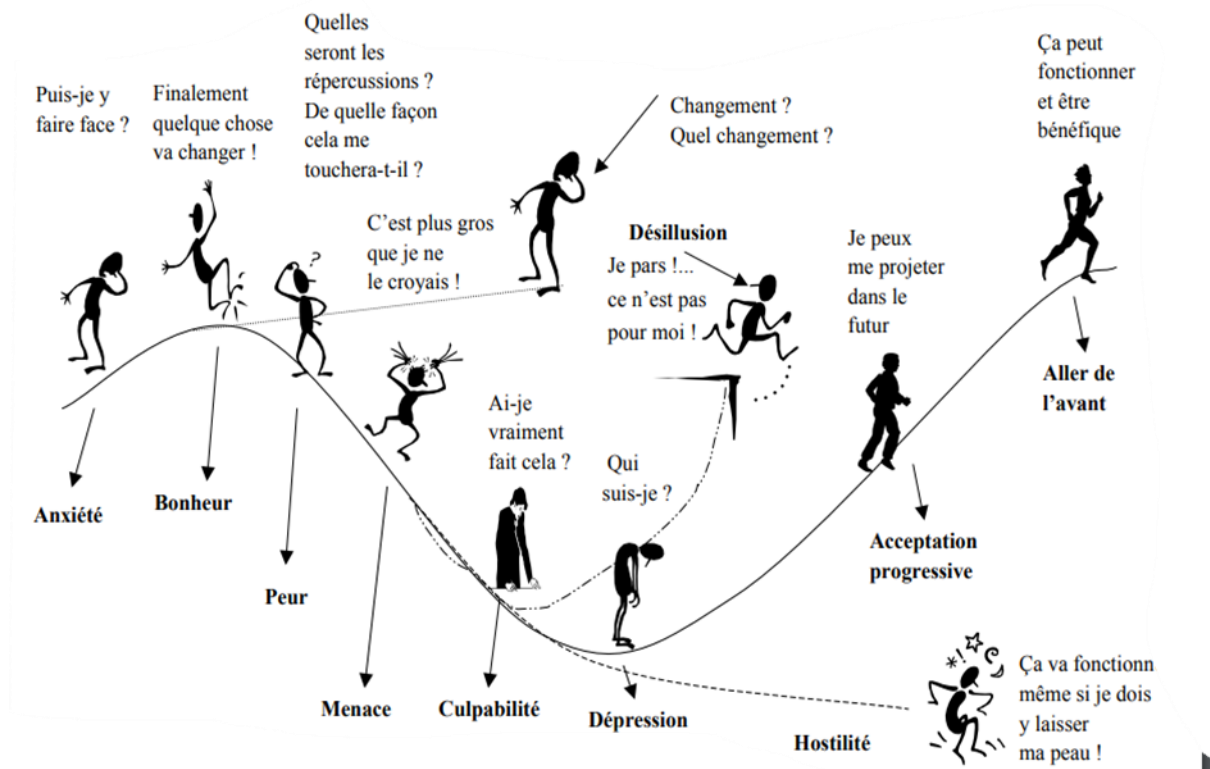 Puis-je y
faire face ?
Finalement
quelque chose
va changer !
Quelles
seront les
répercussions ?
De quelle façon
cela me
touchera-t-il ?
?
C'est plus gros
que je ne
le croyais !
Changement ?
Quel changement ?
Désillusion
Je pars !...
ce n'est pas
pour moi !
Je peux
me projeter
dans le
futur
Ça peut
fonctionner
et être
bénéfique
Ai-je
vraiment
fait cela ?
Qui
suis-je ?
Anxiété
Bonheur
Peur
Menace
Culpabilité
Dépression
Hostilité
Acceptation
progressive
Aller de
l'avant
*!
Ça va fonctionn
même si je dois
y laisser
ma peau !